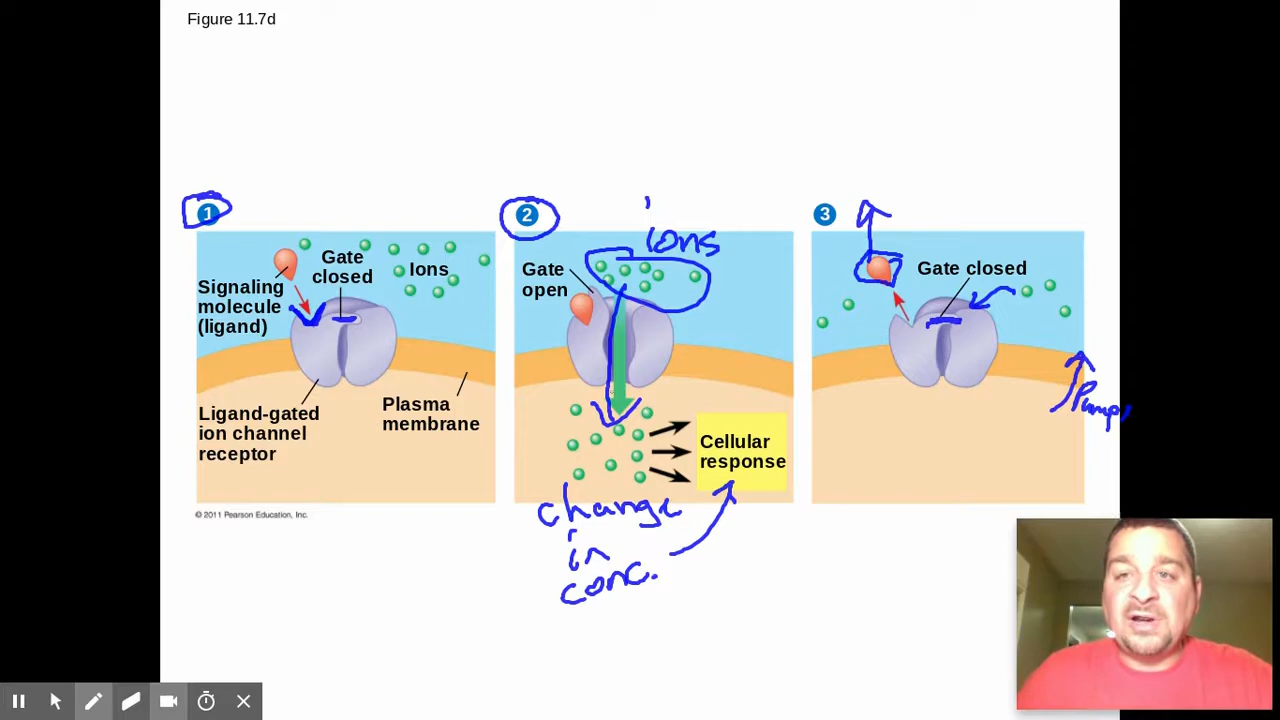 Figure 11.7d
1
Signaling
molecule
(ligand)
Gate
closed
Ions
Ligand-gated
ion channel
receptor
Plasma
membrane
2
ions
Gate
open
Cellular
response
change
in
conc.
3
Gate closed
Pumps
© 2011 Pearson Education, Inc.